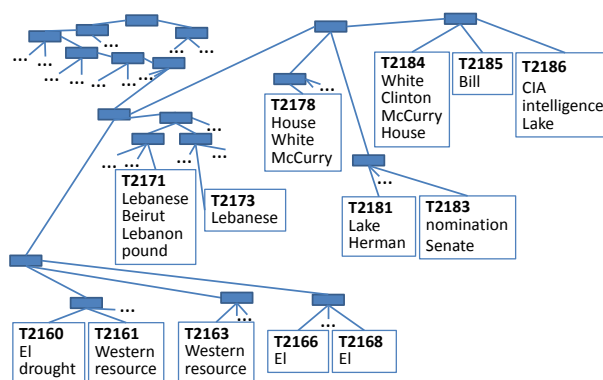 ... ... ...
... ... ... ... ...
T2184
White
Clinton
McCurry
House
T2185
Bill
T2186
CIA
intelligence
Lake
...
T2178
House
White
McCurry
...
... ... ...
T2171
Lebanese
Beirut
Lebanon
pound
T2173
Lebanese
...
T2181
Lake
Herman
T2183
nomination
Senate
... ... ...
T2160
El
drought
T2161
Western
resource
T2163
Western
resource
T2166
El
T2168
El